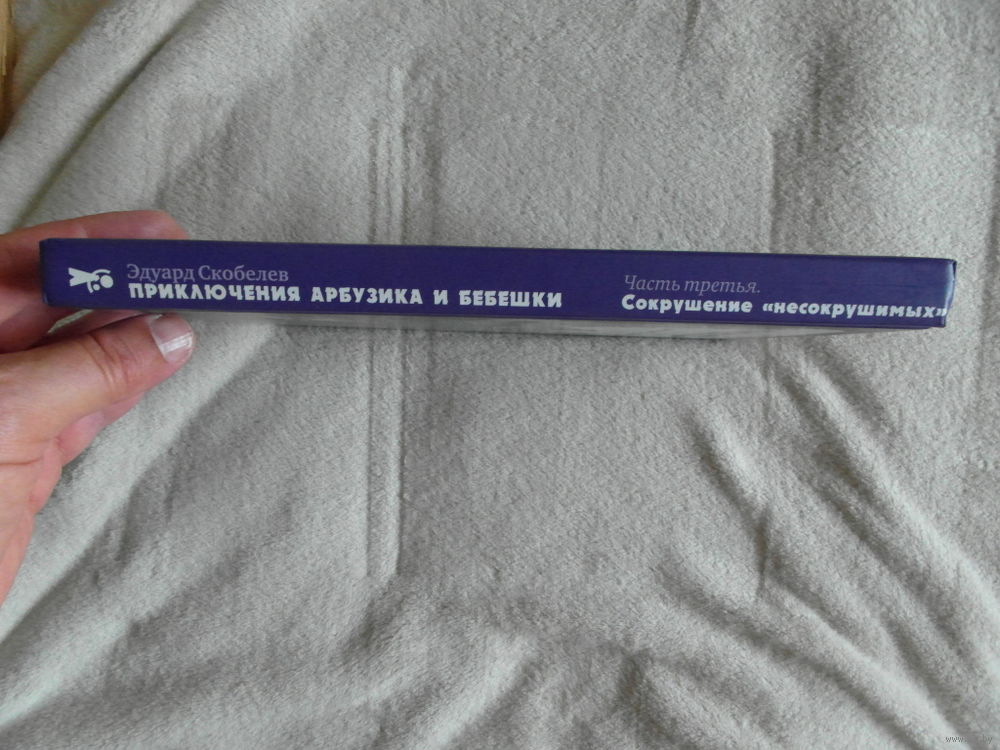 Эдуард Скобелев
ПРИКЛЮЧЕНИЯ АРБУЗИКА И БЕБЕШКИ
Часть третья.
Сокрушение «несокрушимых»